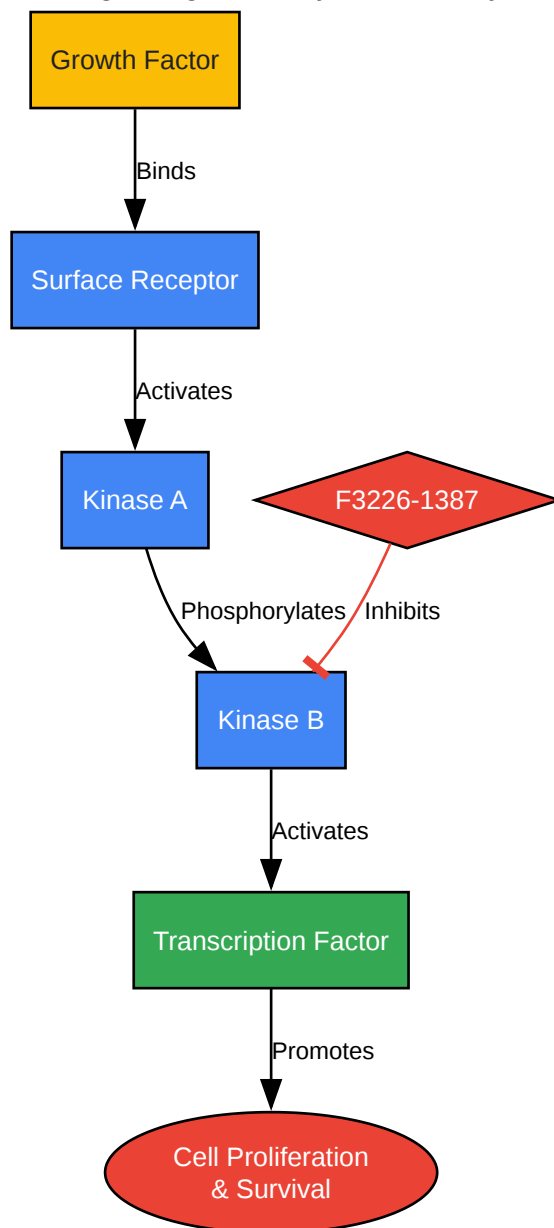 Growth Factor
Binds
Surface Receptor
Activates
Kinase A
F3226-1387
Phosphorylates
Inhibits
Kinase B
Activates
Transcription Factor
Promotes
Cell Proliferation
& Survival